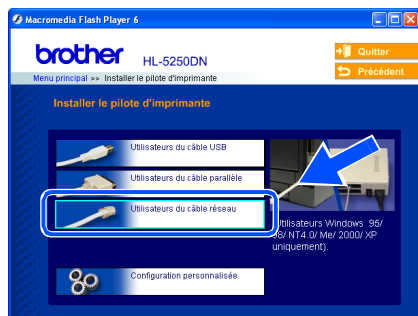 Macromedia Flash Player 6
brother
HL-5250DN
Quitter
Précédent
Menu principal >> Installer le pilote d'imprimante
Installer le pilote d'imprimante
Utilisateurs du câble USB
Utilisateurs du câble parallèle
Utilisateurs du câble réseau
Utilisateurs Windows 95/
98/ NT4.0/ Me/ 2000/ XP
uniquement).
Configuration personnalisée